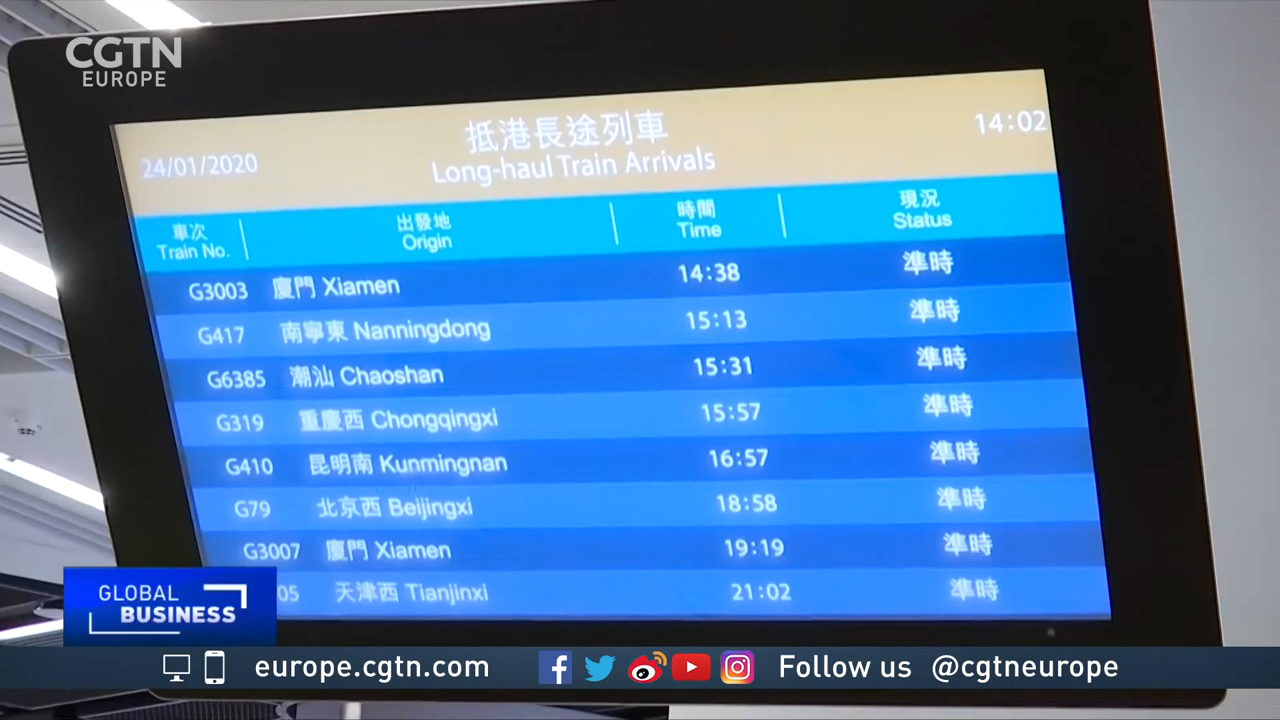 CGTN
EUROPE
抵港長途列車
24/01/2020
Long-haul Train Arrivals
14:02
車次 出發地 時間 現況
Train No. Origin Time Status
G3003 廈門 Xiamen 14:38 準時
G417 南寧東 Nanningdong 15:13 準時
G6385 潮汕 Chaoshan 15:31 準時
G319 重慶西 Chongqingxi 15:57 準時
G410 昆明南 Kunmingnan 16:57 準時
G79 北京西 Beijingxi 18:58 準時
G3007 廈門 Xiamen 19:19 準時
05 天津西 Tianjinxi 21:02 準時
GLOBAL
BUSINESS
europe.cgtn.com Follow us @cgtneurope